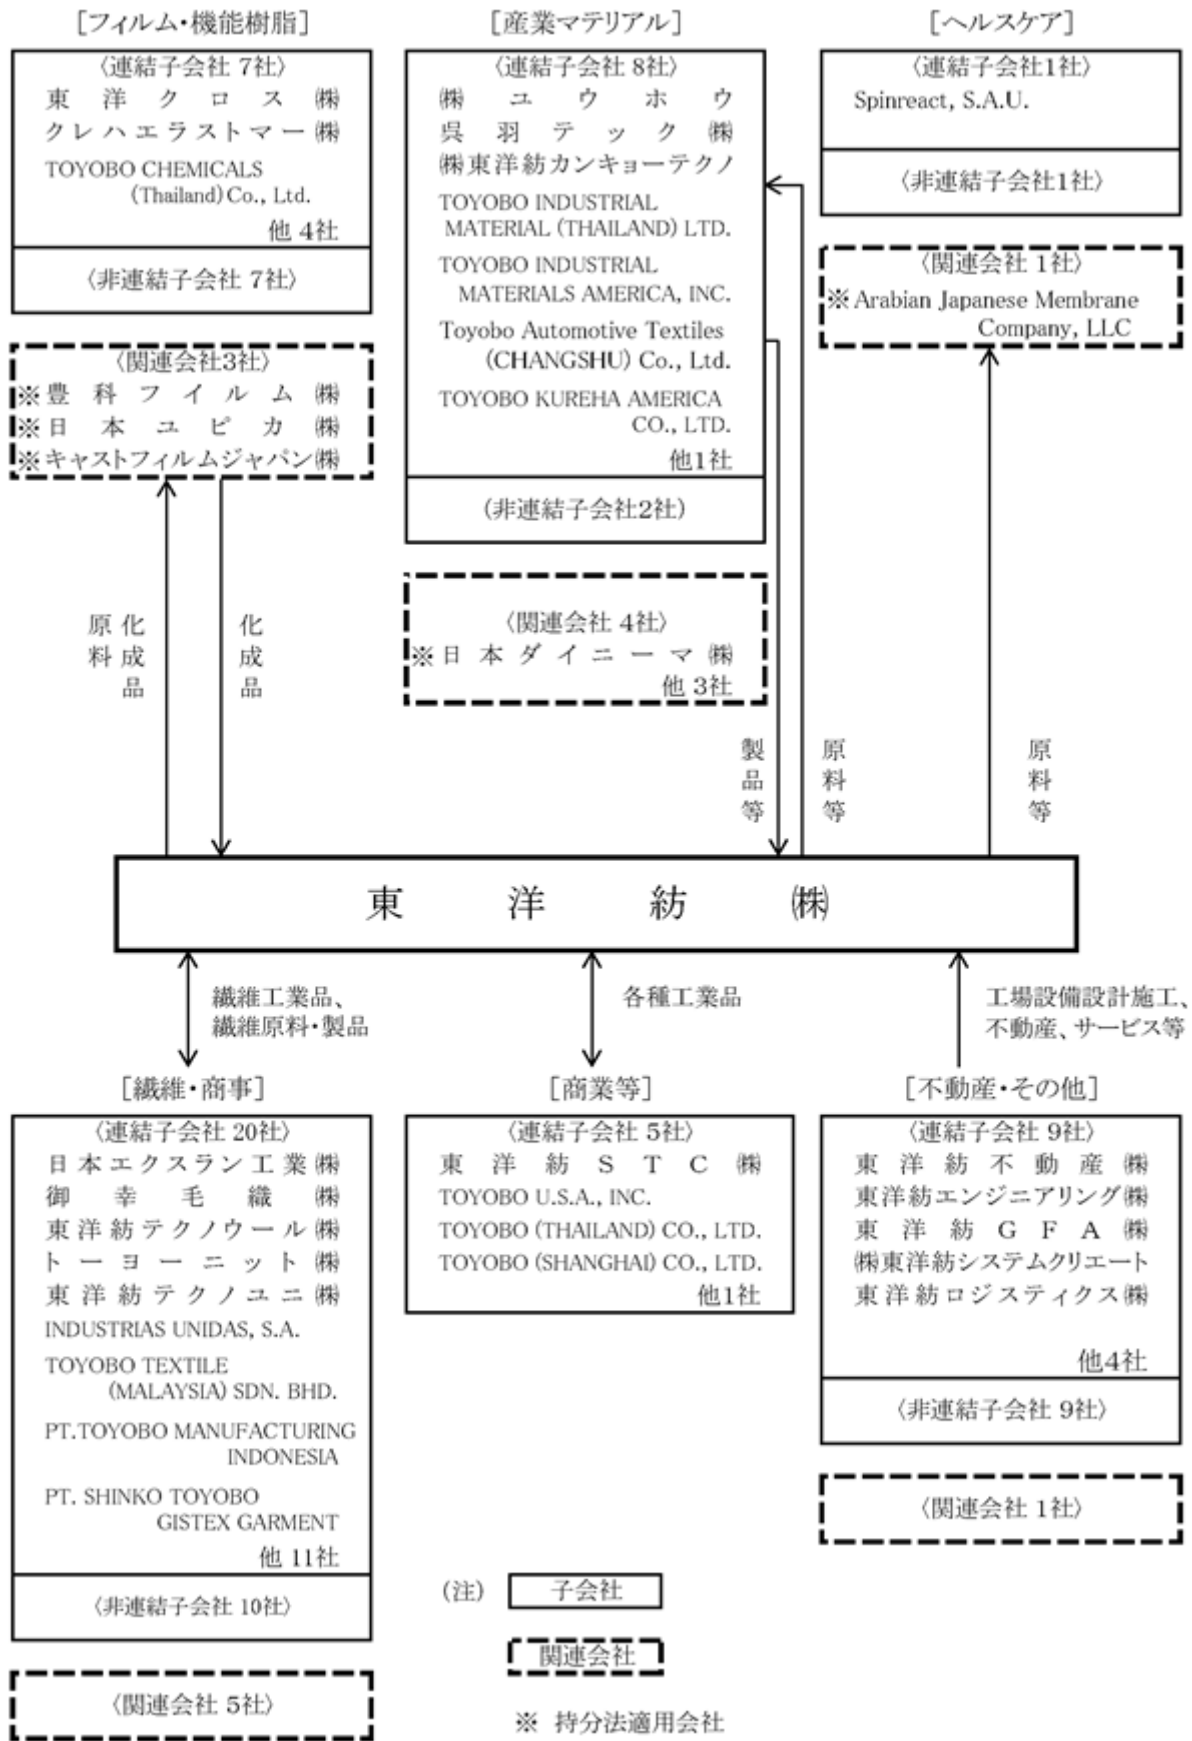 ［フィルム・機能樹脂］
〈連結子会社 7社〉
東洋クロス㈱
クレハエラストマー㈱
TOYOBO CHEMICALS
(Thailand)Co., Ltd.
他 4社
〈非連結子会社 7社〉
〈関連会社3社〉
※豊科フイルム㈱
※日本ユピカ㈱
※キャストフィルムジャパン㈱
原料
化成品
化成品
［産業マテリアル］
〈連結子会社 8社〉
㈱ユウホウ
呉羽テック㈱
㈱東洋紡カンキョーテクノ
TOYOBO INDUSTRIAL
MATERIAL (THAILAND) LTD.
TOYOBO INDUSTRIAL
MATERIALS AMERICA, INC.
Toyobo Automotive Textiles
(CHANGSHU) Co., Ltd.
TOYOBO KUREHA AMERICA
CO., LTD.
他1社
(非連結子会社2社)
〈関連会社 4社〉
※日本ダイニーマ㈱
他 3社
製品等
原料等
［ヘルスケア］
〈連結子会社1社〉
Spinreact, S.A.U.
〈非連結子会社1社〉
〈関連会社 1社〉
※Arabian Japanese Membrane
Company, LLC
原料等
東洋紡㈱
繊維工業品、
繊維原料・製品
各種工業品
工場設備設計施工、
不動産、サービス等
［繊維・商事］
〈連結子会社 20社〉
日本エクスラン工業㈱
御幸毛織㈱
東洋紡テクノウール㈱
トーヨーニット㈱
東洋紡テクノユニ㈱
INDUSTRIAS UNIDAS, S.A.
TOYOBO TEXTILE
(MALAYSIA) SDN. BHD.
PT.TOYOBO MANUFACTURING
INDONESIA
PT. SHINKO TOYOBO
GISTEX GARMENT
他 11社
〈非連結子会社 10社〉
〈関連会社 5社〉
［商業等］
〈連結子会社 5社〉
東洋紡STC㈱
TOYOBO U.S.A., INC.
TOYOBO (THAILAND) CO., LTD.
TOYOBO (SHANGHAI) CO., LTD.
他1社
［不動産・その他］
〈連結子会社 9社〉
東洋紡不動産㈱
東洋紡エンジニアリング㈱
東洋紡GFA㈱
㈱東洋紡システムクリエート
東洋紡ロジスティクス㈱
他4社
〈非連結子会社 9社〉
〈関連会社 1社〉
(注) 子会社
関連会社
※ 持分法適用会社